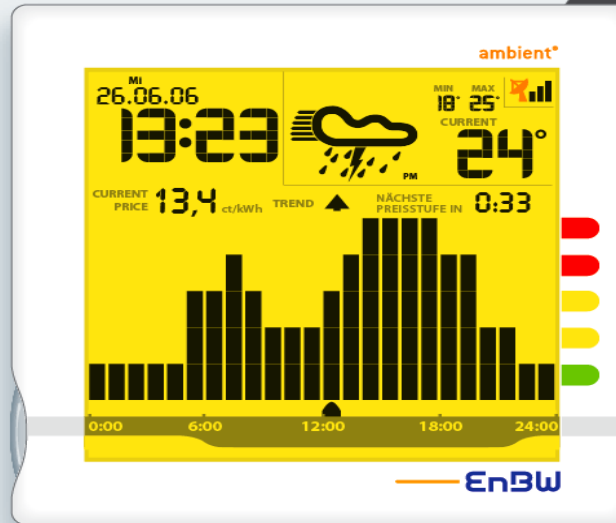 ambient°
MI
26.06.06
13:23
MIN MAX
18° 25°
CURRENT
24°
PM
CURRENT PRICE 13,4 ct/kWh
TREND
NÄCHSTE PREISSTUFE IN 0:33
0:00 6:00 12:00 18:00 24:00
EnBW